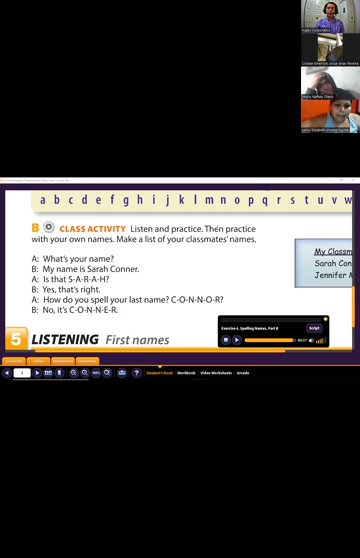 a b c d e f g h i j k l m n o p q r s t u v w
B CLASS ACTIVITY Listen and practice. Then practice
with your own names. Make a list of your classmates' names.
My Classm
Sarah Con
Jennifer M
A: What's your name?
B: My name is Sarah Conner.
A: Is that S-A-R-A-H?
B: Yes, that's right.
A: How do you spell your last name? C-O-N-N-O-R?
B: No, it's C-O-N-N-E-R.
5 LISTENING First names
Exercise 4, Spelling Names, Part B
Script
00:37
Student's Book Workbook Video Worksheets Arcade